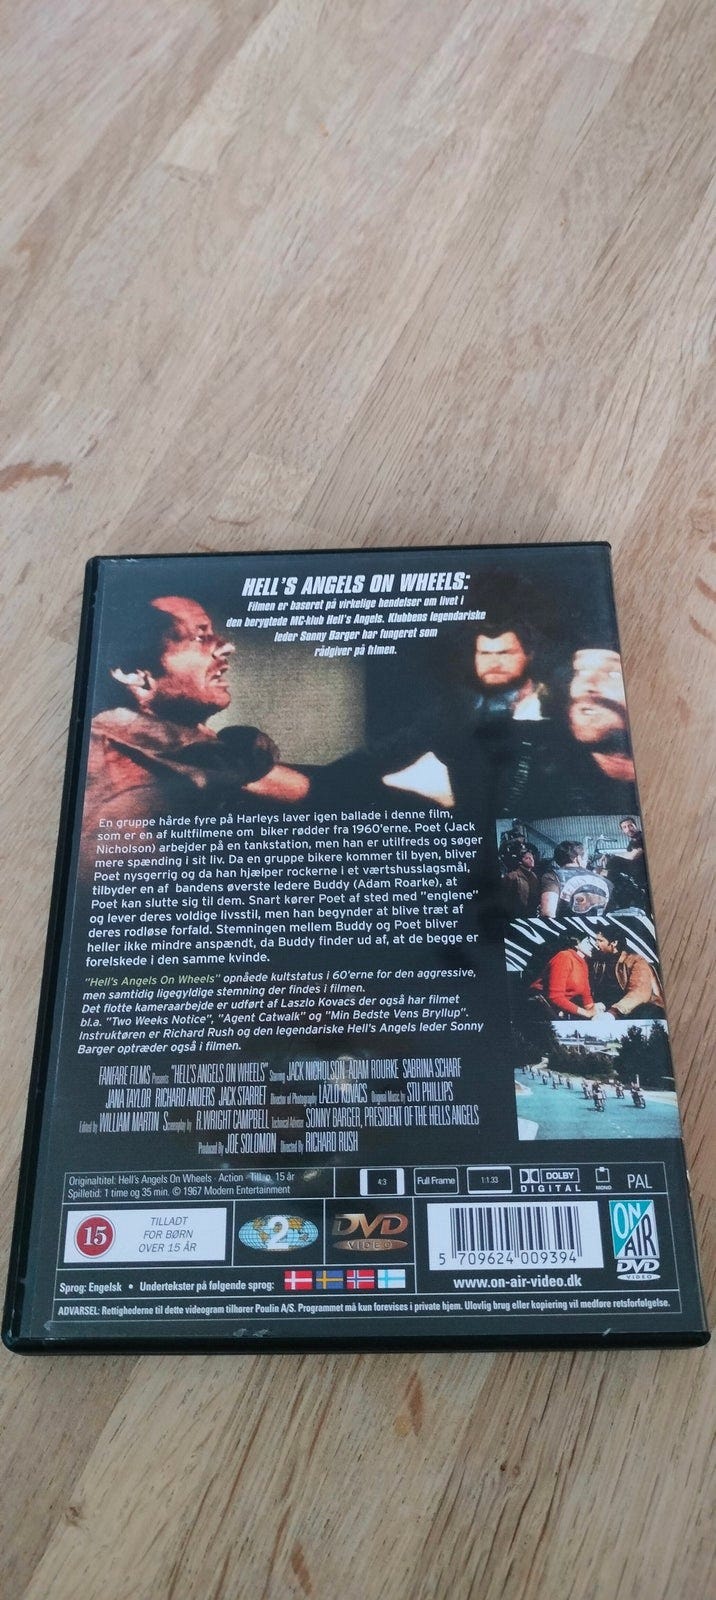 HELL'S ANGELS ON WHEELS:
Filmen er baseret på virkelige hendelser om livet i
den berygtede MC-klub Hell's Angels. Klubbens legendariske
leder Sonny Barger har fungeret som
rådgiver på filmen.
En gruppe hårde fyre på Harleys laver igen ballade i denne film,
som er en af kultfilmene om biker rødder fra 1960'erne. Poet (Jack
Nicholson) arbejder på en tankstation, men han er utilfreds og søger
mere spænding i sit liv. Da en gruppe bikere kommer til byen, bliver
Poet nysgerrig og da han hjælper rockerne i et værtshusslagsmål,
tilbyder en af bandens øverste ledere Buddy (Adam Roarke), at
Poet kan slutte sig til dem. Snart kører Poet af sted med "englene"
og lever deres voldige livsstil, men han begynder at blive træt af
deres rodløse forfald. Stemningen mellem Buddy og Poet bliver
heller ikke mindre anspændt, da Buddy finder ud af, at de begge er
forelskede i den samme kvinde.
"Hell's Angels On Wheels" opnåede kultstatus i 60'erne for den aggressive,
men samtidig ligegyldige stemning der findes i filmen.
Det flotte kameraarbejde er udført af Laszlo Kovacs der også har filmet
bl.a. "Two Weeks Notice", "Agent Catwalk" og "Min Bedste Vens Bryllup".
Instruktøren er Richard Rush og den legendariske Hell's Angels leder Sonny
Barger optræder også i filmen.
FANFARE FILMS Presents "HELL'S ANGELS ON WHEELS" Starring JACK NICHOLSON ADAM ROURKE SABRINA SCHARF
JANA TAYLOR RICHARD ANDERS JACK STARRET Director of Photography LAZLO KOVACS Original Music by STU PHILLIPS
Edited by WILLIAM MARTIN Screenplay by R.WRIGHT CAMPBELL Technical Advisor SONNY BARGER, PRESIDENT OF THE HELLS ANGELS
Produced By JOE SOLOMON Directed By RICHARD RUSH
Originaltitel: Hell's Angels On Wheels · Action · Till. o. 15 år
Spilletid: 1 time og 35 min. © 1967 Modern Entertainment
4:3
Full Frame
1:1.33
DOLBY
DIGITAL
MONO
PAL
15
TILLADT
FOR BØRN
OVER 15 ÅR
2
DVD
VIDEO
5 709624 009394
www.on-air-video.dk
ON
AIR
DVD
VIDEO
Sprog: Engelsk • Undertekster på følgende sprog:
ADVARSEL: Rettighederne til dette videogram tilhører Poulin A/S. Programmet må kun forevises i private hjem. Ulovlig brug eller kopiering vil medføre retsforfølgelse.